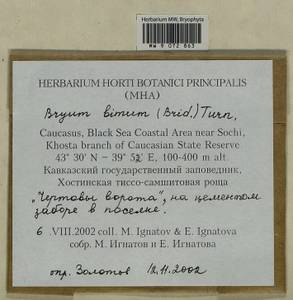 Herbarium MW, Bryophyta
MW 9 072 863
HERBARIUM HORTI BOTANICI PRINCIPALIS
(MHA)
Bryum bimum (Brid.) Turn.
Caucasus, Black Sea Coastal Area near Sochi,
Khosta branch of Caucasian State Reserve
43° 30' N – 39° 52' E, 100-400 m alt.
Кавказский государственный заповедник,
Хостинская тиссо-самшитовая роща
"Чертовы ворота", на цементом
заборе в поселке.
6 .VIII.2002 coll. M. Ignatov & E. Ignatova
собр. М. Игнатов и Е. Игнатова
опр. Золотов 12.11.2002